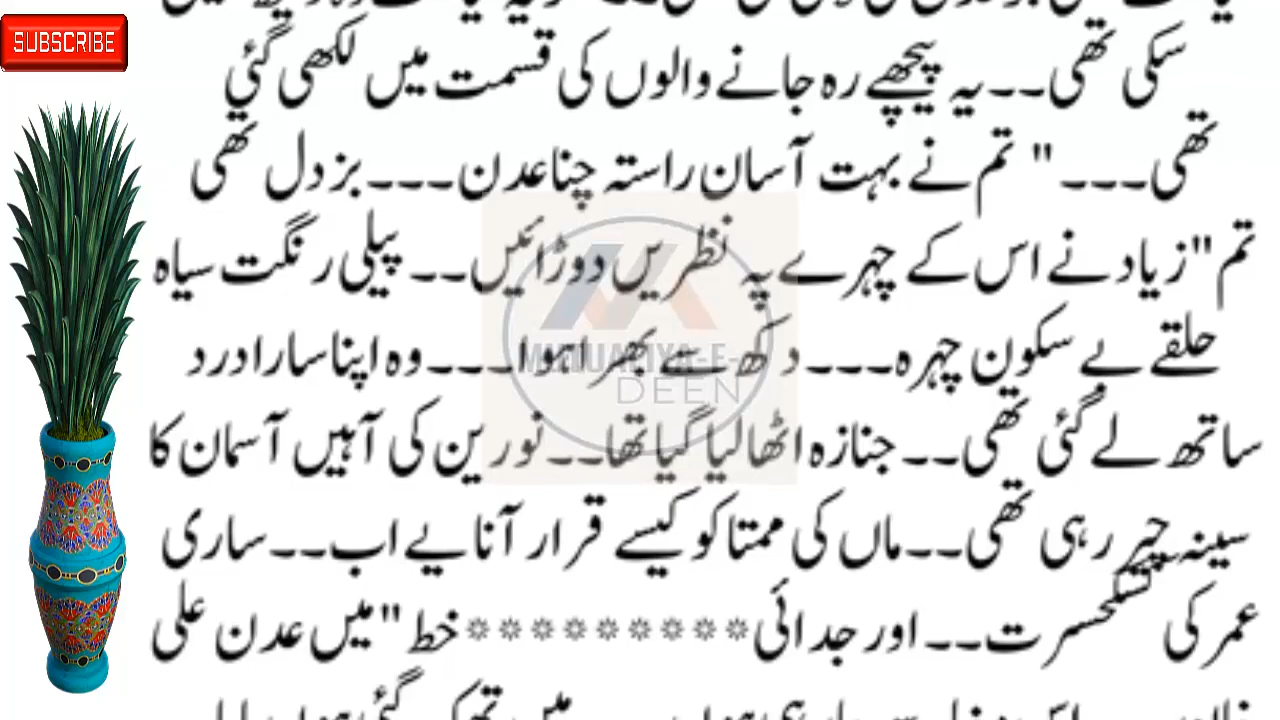 SUBSCRIBE
سکی تھی۔۔یہ پیچھے رہ جانے والوں کی قسمت میں لکھی گئی
تھی۔۔۔" تم نے بہت آسان راستہ چنا عدن۔۔۔بزدل تھی
تم"زیاد نے اس کے چہرے پہ نظریں دوڑائیں۔۔پیلی رنگت سیاہ
حلقے بے سکون چہرہ۔۔۔دکھ سے بھرا ہوا۔۔۔وہ اپنا سارا درد
ساتھ لے گئی تھی۔۔جنازہ اٹھا لیا گیا تھا۔۔نورین کی آہیں آسمان کا
سینہ چیر رہی تھی۔۔ماں کی ممتا کو کیسے قرار آنا یے اب۔۔ساری
عمر کی حسرت۔۔اور جدائی*********خط"میں عدن علی
DEEN